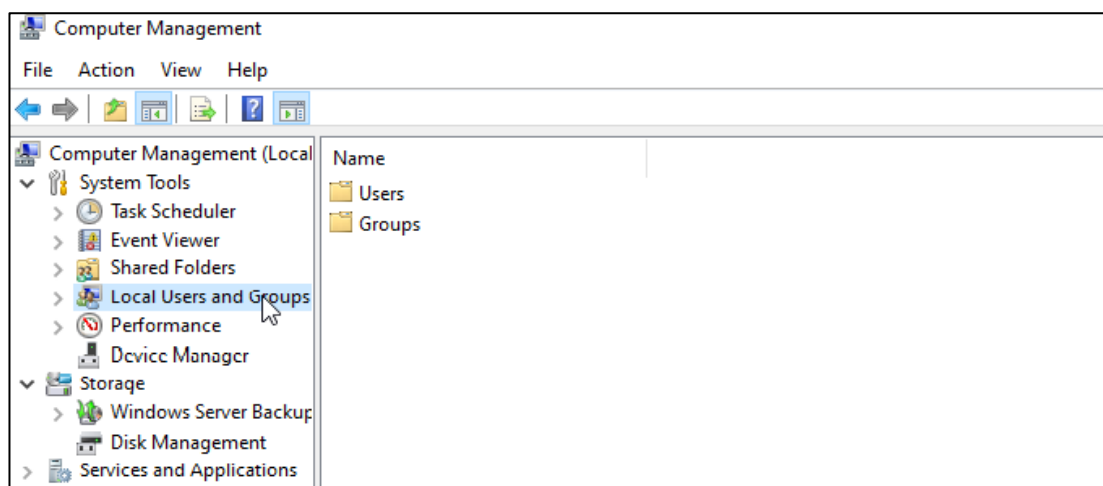 Computer Management
File Action View Help
Computer Management (Local
System Tools
Task Scheduler
Event Viewer
Shared Folders
Local Users and Groups
Performance
Device Manager
Storage
Windows Server Backup
Disk Management
Services and Applications
Name
Users
Groups